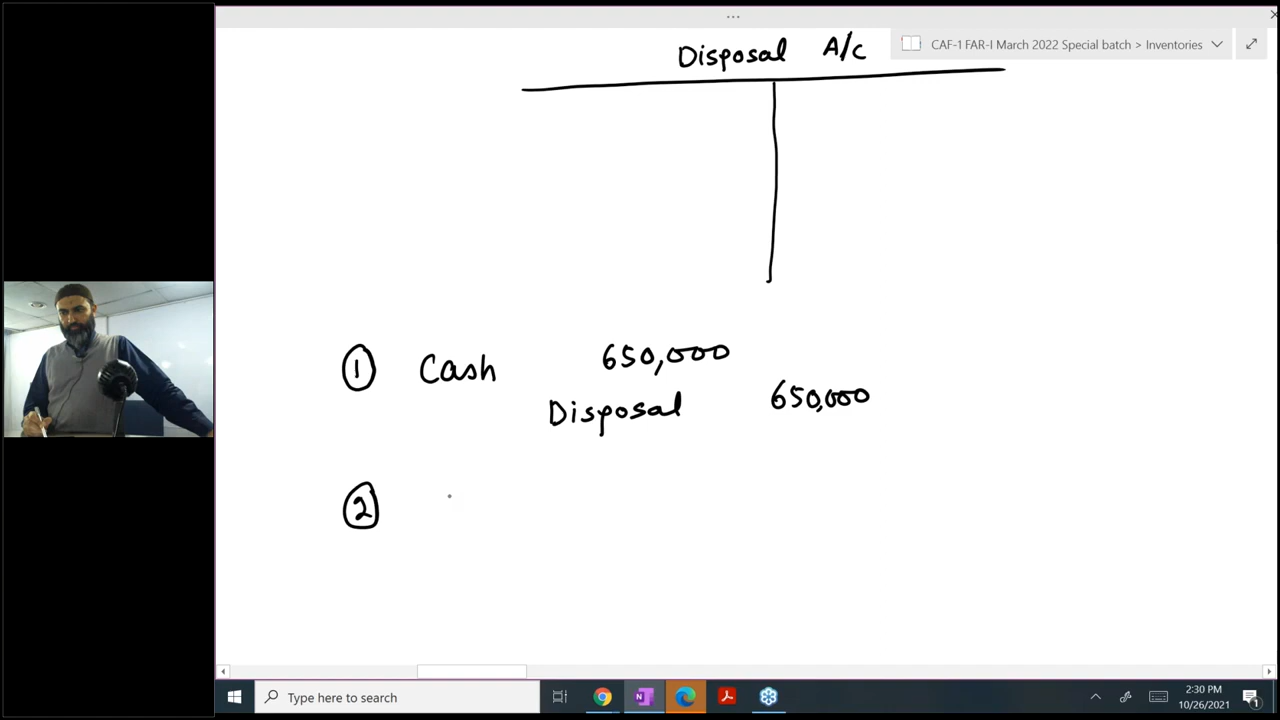 CAF-1 FAR-I March 2022 Special batch > Inventories
Disposal A/c
① Cash 650,000
Disposal 650,000
②
Type here to search
2:30 PM
10/26/2021
1